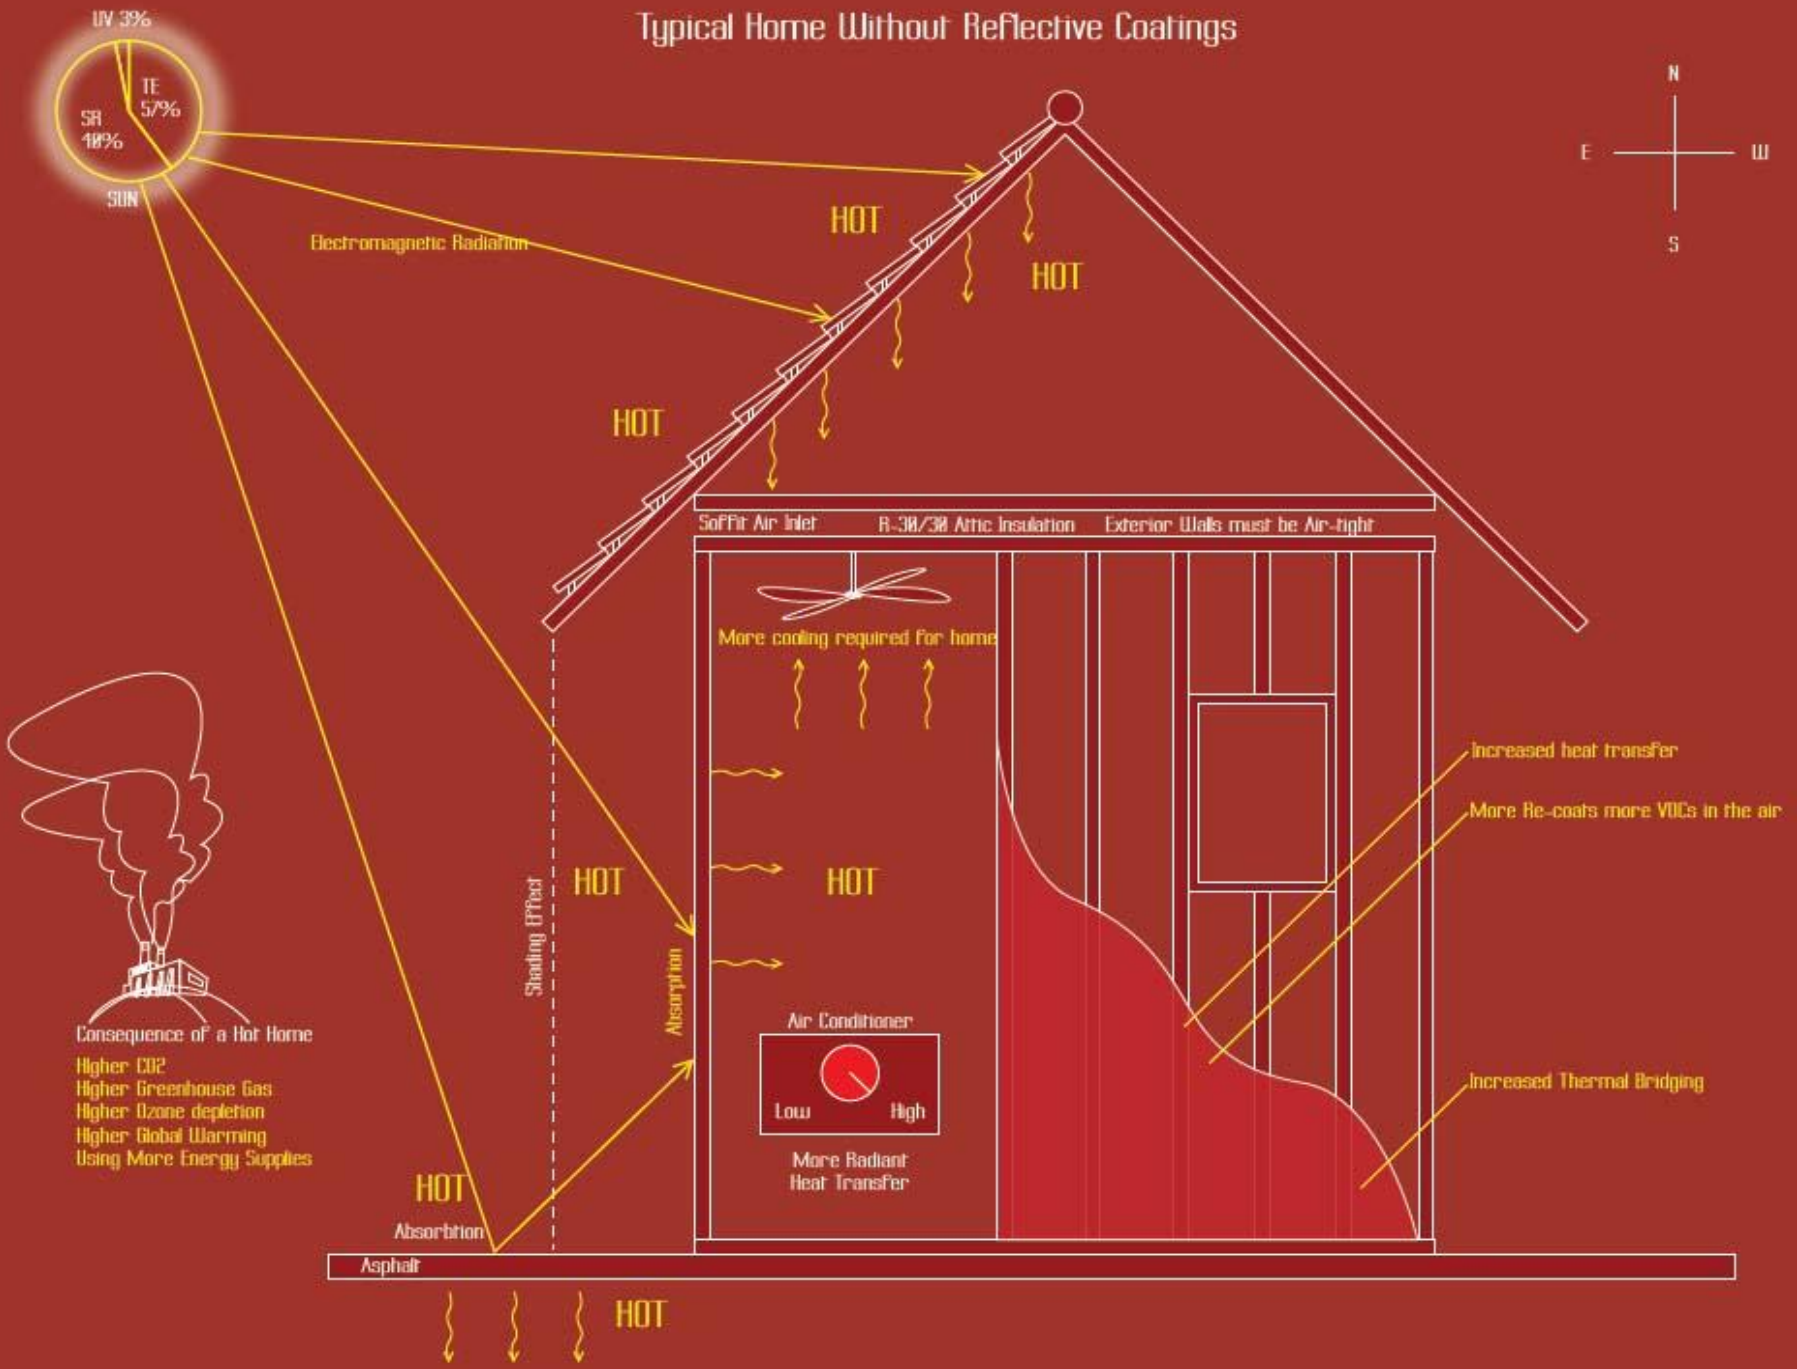 Typical Home Without Reflective Coatings
UV 3%
TE
57%
SR
40%
SUN
N
E
W
S
Electromagnetic Radiation
HOT
HOT
HOT
Soffit Air Inlet
R-30/30 Attic Insulation
Exterior Walls must be Air-tight
More cooling required for home
Increased heat transfer
More Re-coats more VOCs in the air
HOT
HOT
Shading Effect
Absorption
Air Conditioner
Low
High
More Radiant
Heat Transfer
Increased Thermal Bridging
Consequence of a Hot Home
HIgher CO2
HIgher Greenhouse Gas
HIgher Ozone depletion
HIgher Global Warming
Using More Energy Supplies
HOT
Absorbtion
Asphalt
HOT